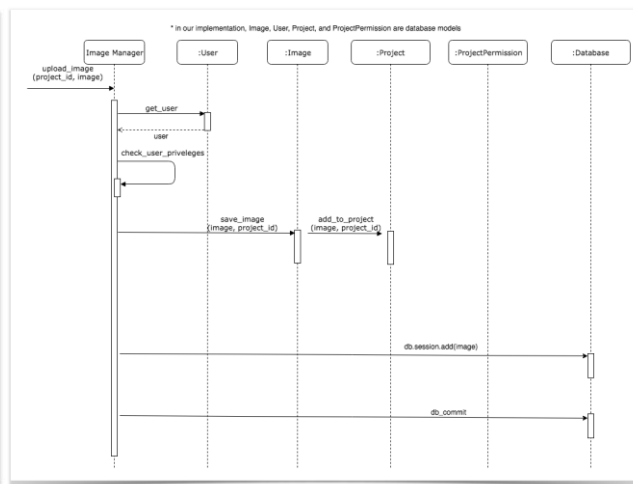 * in our implementation, Image, User, Project, and ProjectPermission are database models
Image Manager
:User
:Image
:Project
:ProjectPermission
:Database
upload_image
(project_id, image)
get_user
user
check_user_priveleges
save_image
(image, project_id)
add_to_project
(image, project_id)
db.session.add(image)
db_commit